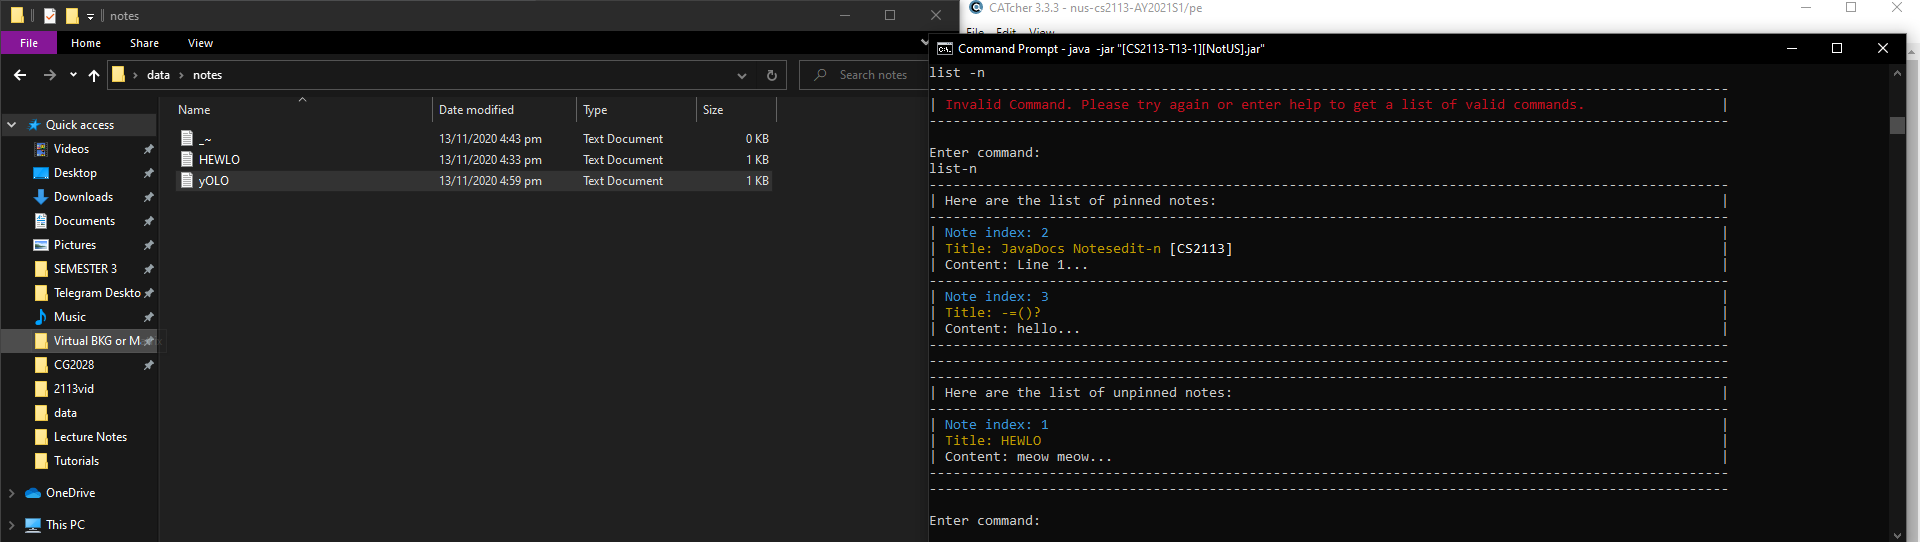 notes
File Home Share View
data notes
Search notes
Name Date modified Type Size
_~ 13/11/2020 4:43 pm Text Document 0 KB
HEWLO 13/11/2020 4:33 pm Text Document 1 KB
yOLO 13/11/2020 4:59 pm Text Document 1 KB
Quick access
Videos
Desktop
Downloads
Documents
Pictures
SEMESTER 3
Telegram Deskto
Music
Virtual BKG or M
CG2028
2113vid
data
Lecture Notes
Tutorials
OneDrive
This PC
CATcher 3.3.3 - nus-cs2113-AY2021S1/pe
File Edit View
Command Prompt - java -jar "[CS2113-T13-1][NotUS].jar"
list -n
Invalid Command. Please try again or enter help to get a list of valid commands.
Enter command:
list-n
Here are the list of pinned notes:
Note index: 2
Title: JavaDocs Notesedit-n [CS2113]
Content: Line 1...
Note index: 3
Title: -=()?
Content: hello...
Here are the list of unpinned notes:
Note index: 1
Title: HEWLO
Content: meow meow...
Enter command: